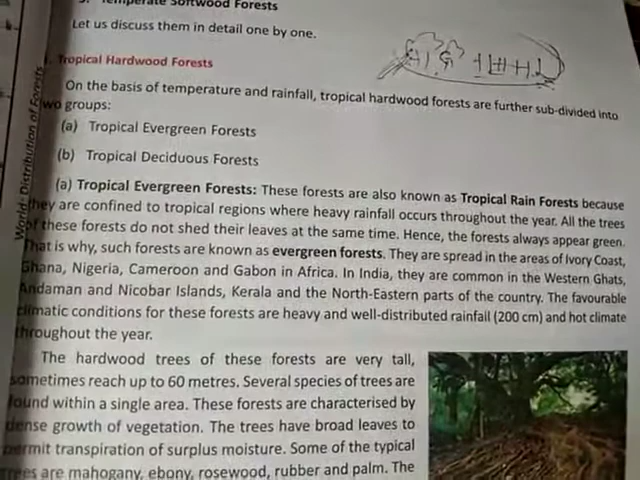 Temperate Softwood Forests
Let us discuss them in detail one by one.
Tropical Hardwood Forests
On the basis of temperature and rainfall, tropical hardwood forests are further sub-divided into
two groups:
(a) Tropical Evergreen Forests
(b) Tropical Deciduous Forests
(a) Tropical Evergreen Forests: These forests are also known as Tropical Rain Forests because
they are confined to tropical regions where heavy rainfall occurs throughout the year. All the trees
of these forests do not shed their leaves at the same time. Hence, the forests always appear green.
That is why, such forests are known as evergreen forests. They are spread in the areas of Ivory Coast,
Ghana, Nigeria, Cameroon and Gabon in Africa. In India, they are common in the Western Ghats,
Andaman and Nicobar Islands, Kerala and the North-Eastern parts of the country. The favourable
climatic conditions for these forests are heavy and well-distributed rainfall (200 cm) and hot climate
throughout the year.
The hardwood trees of these forests are very tall,
sometimes reach up to 60 metres. Several species of trees are
found within a single area. These forests are characterised by
dense growth of vegetation. The trees have broad leaves to
permit transpiration of surplus moisture. Some of the typical
trees are mahogany, ebony, rosewood, rubber and palm. The
World: Distribution of Forests